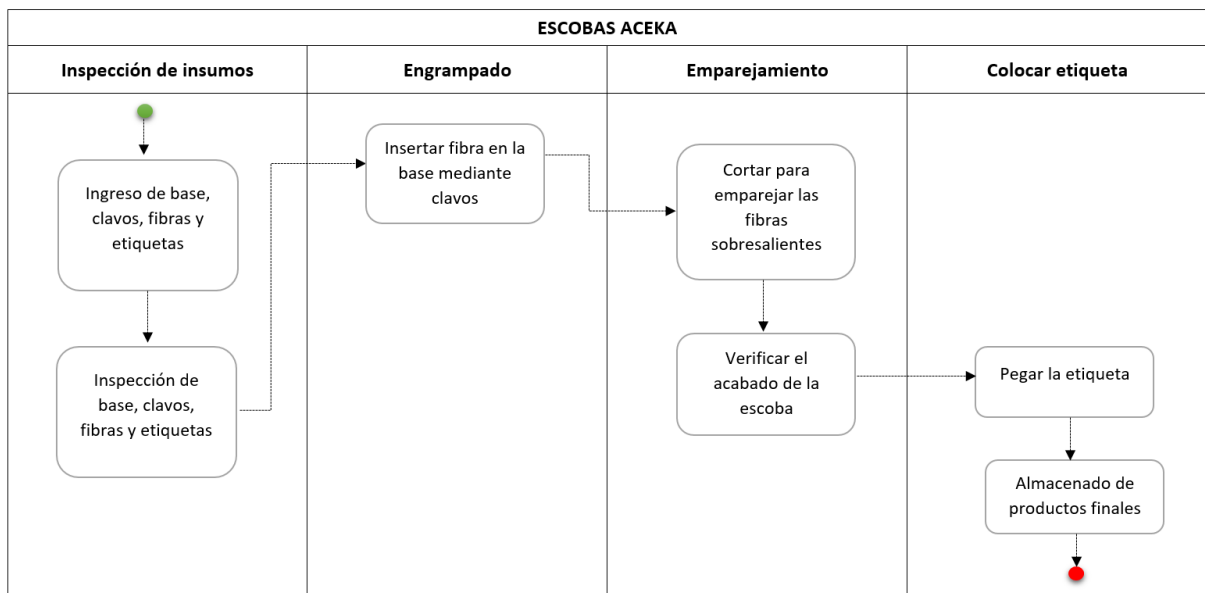 ESCOBAS ACEKA
Inspección de insumos
Engrampado
Emparejamiento
Colocar etiqueta
Ingreso de base,
clavos, fibras y
etiquetas
Inspección de
base, clavos,
fibras y etiquetas
Insertar fibra en la
base mediante
clavos
Cortar para
emparejar las
fibras
sobresalientes
Verificar el
acabado de la
escoba
Pegar la etiqueta
Almacenado de
productos finales